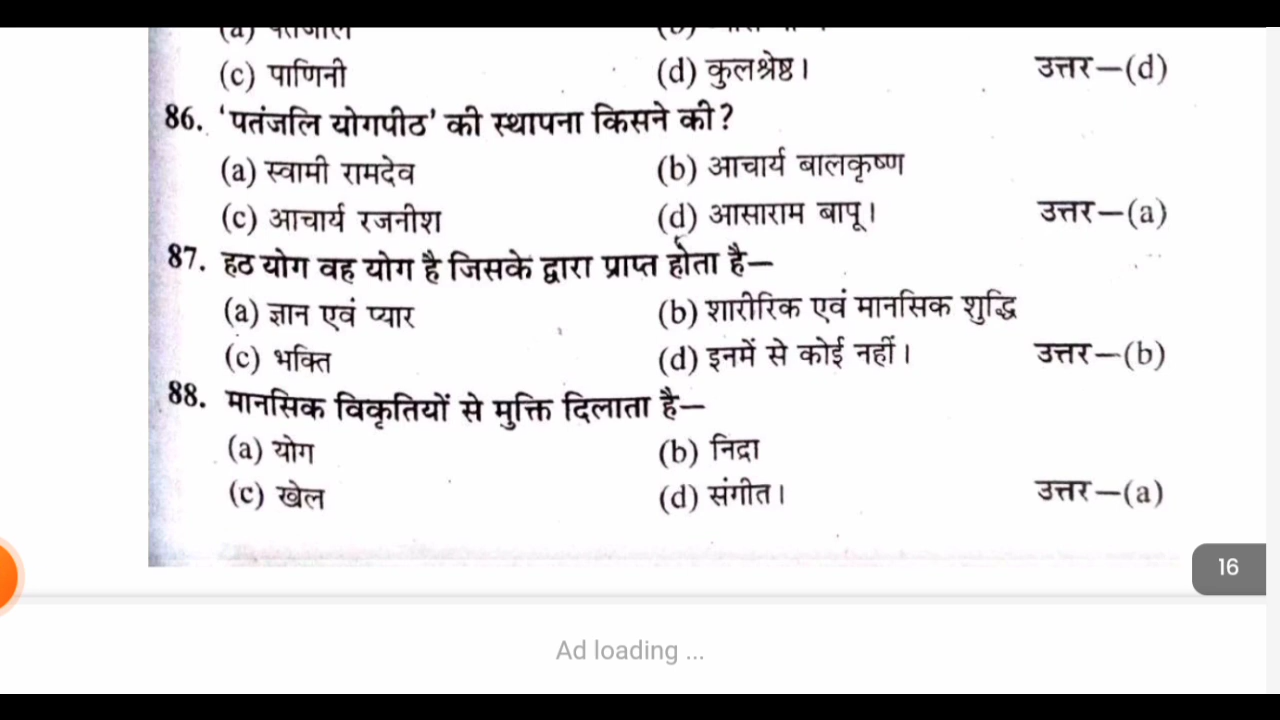 (c) पाणिनी (d) कुलश्रेष्ठ। उत्तर—(d)
86. 'पतंजलि योगपीठ' की स्थापना किसने की?
(a) स्वामी रामदेव (b) आचार्य बालकृष्ण
(c) आचार्य रजनीश (d) आसाराम बापू। उत्तर—(a)
87. हठ योग वह योग है जिसके द्वारा प्राप्त होता है—
(a) ज्ञान एवं प्यार (b) शारीरिक एवं मानसिक शुद्धि
(c) भक्ति (d) इनमें से कोई नहीं। उत्तर—(b)
88. मानसिक विकृतियों से मुक्ति दिलाता है—
(a) योग (b) निद्रा
(c) खेल (d) संगीत। उत्तर—(a)
16
Ad loading ...